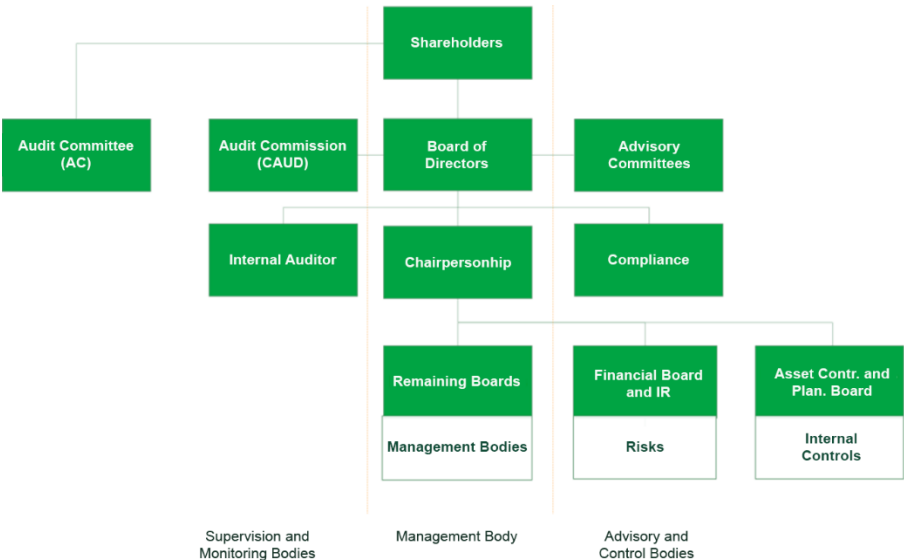 Shareholders
Audit Committee
(AC)
Audit Commission
(CAUD)
Board of
Directors
Advisory
Committees
Internal Auditor
Chairpersonhip
Compliance
Remaining Boards
Management Bodies
Financial Board
and IR
Risks
Asset Contr. and
Plan. Board
Internal
Controls
Supervision and
Monitoring Bodies
Management Body
Advisory and
Control Bodies